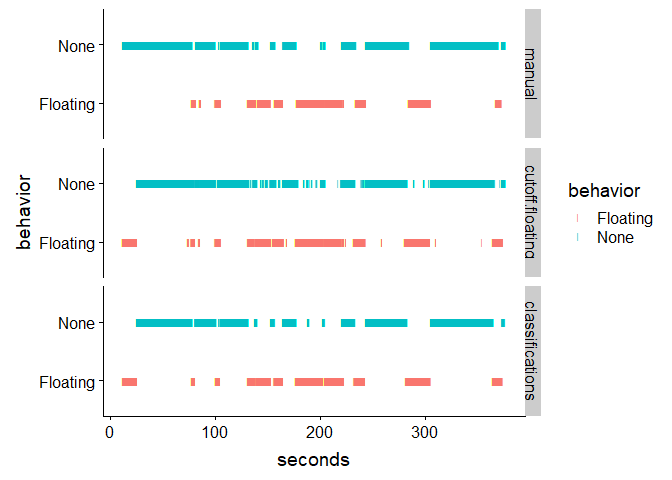 None
Floating
manual
None
Floating
cutoff.floating
None
Floating
classifications
behavior
0
100
200
300
seconds
behavior
Floating
None